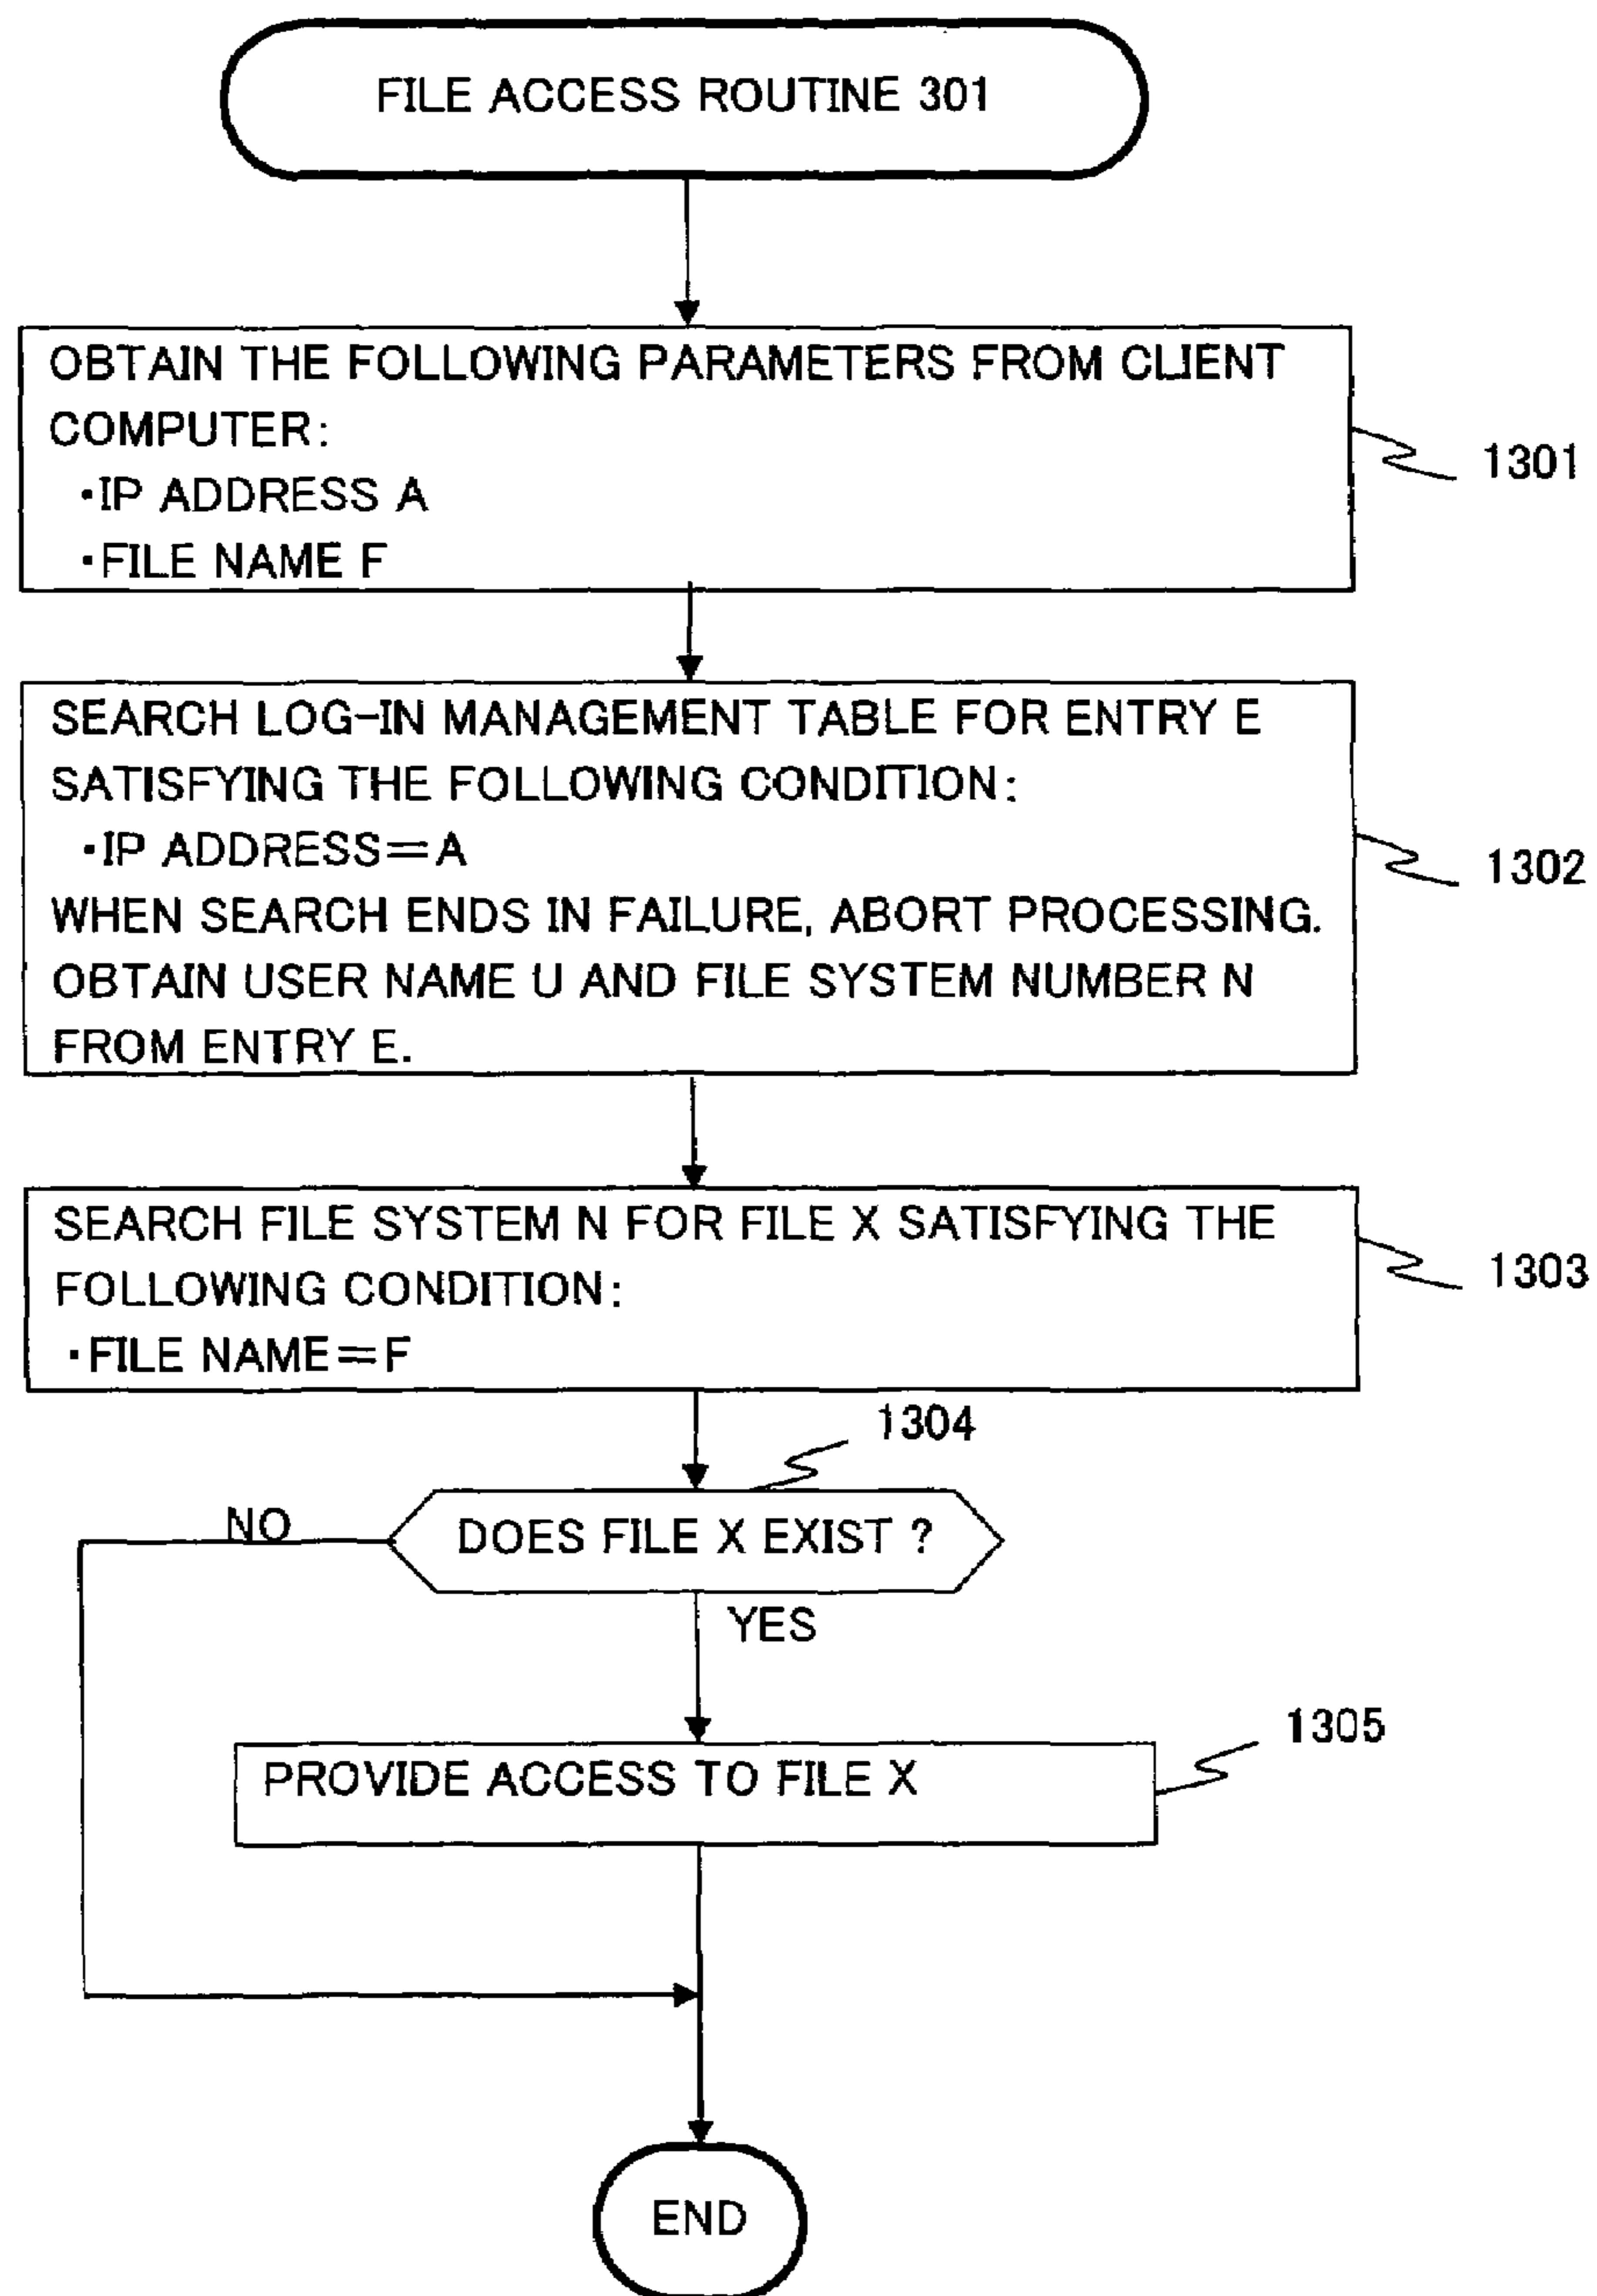 FILE ACCESS ROUTINE 301
OBTAIN THE FOLLOWING PARAMETERS FROM CLIENT
COMPUTER:
・IP ADDRESS A
・FILE NAME F
1301
SEARCH LOG-IN MANAGEMENT TABLE FOR ENTRY E
SATISFYING THE FOLLOWING CONDITION:
・IP ADDRESS=A
WHEN SEARCH ENDS IN FAILURE, ABORT PROCESSING.
OBTAIN USER NAME U AND FILE SYSTEM NUMBER N
FROM ENTRY E.
1302
SEARCH FILE SYSTEM N FOR FILE X SATISFYING THE
FOLLOWING CONDITION:
・FILE NAME=F
1303
1304
DOES FILE X EXIST ?
NO
YES
PROVIDE ACCESS TO FILE X
1305
END